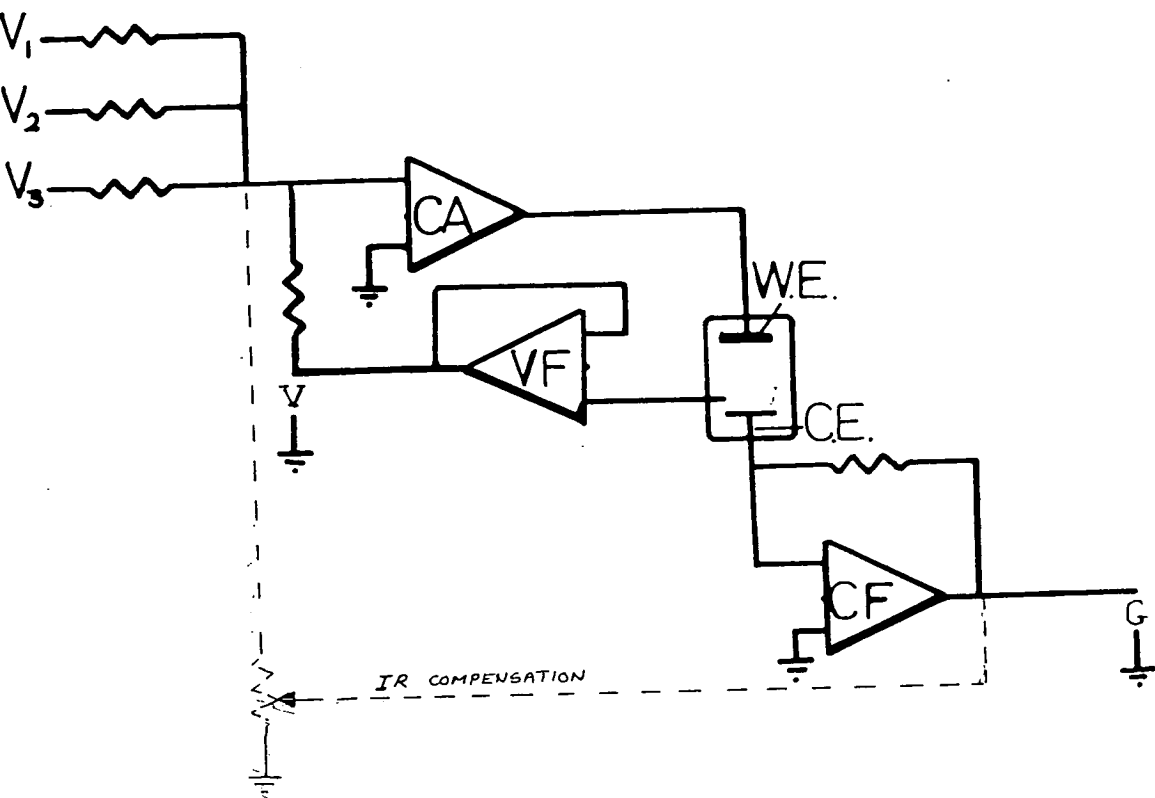 V₁
V₂
V₃
CA
W.E.
VF
V
C.E.
CF
G
IR COMPENSATION